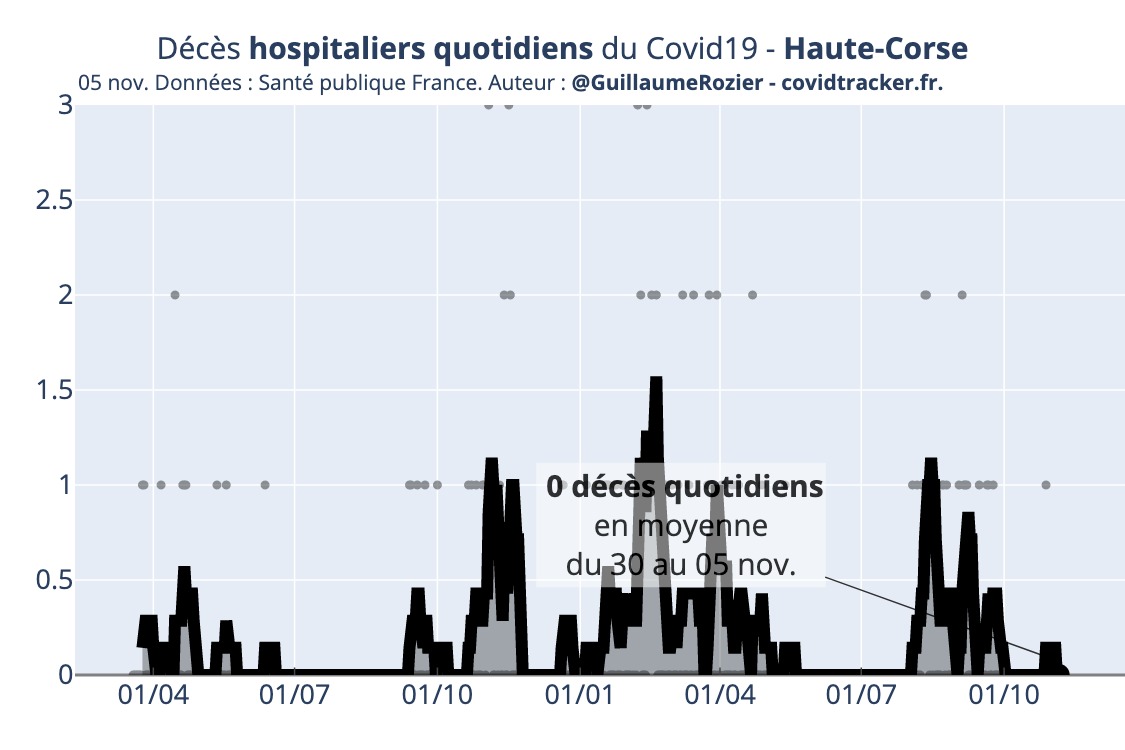 Décès hospitaliers quotidiens du Covid19 - Haute-Corse
05 nov. Données : Santé publique France. Auteur : @GuillaumeRozier - covidtracker.fr.
3
2.5
2
1.5
1
0.5
0
0 décès quotidiens
en moyenne
du 30 au 05 nov.
01/04 01/07 01/10 01/01 01/04 01/07 01/10